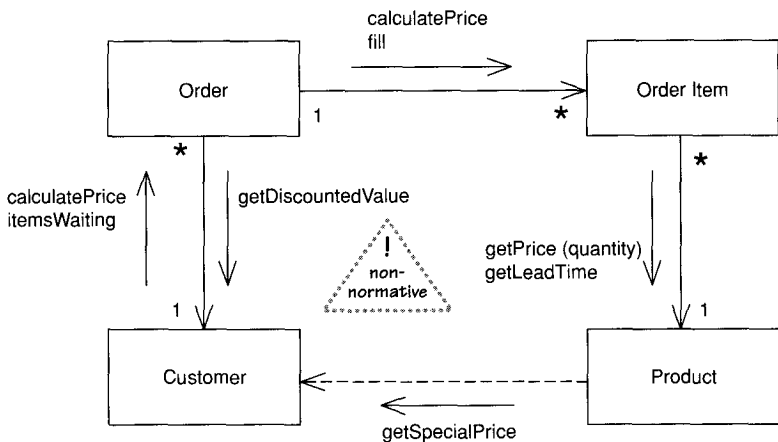 calculatePrice
fill
Order
Order Item
1
*
*
*
calculatePrice
itemsWaiting
getDiscountedValue
!
non-
normative
getPrice (quantity)
getLeadTime
1
1
Customer
Product
getSpecialPrice